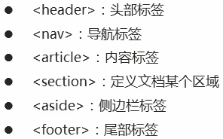 ● <header>：头部标签
● <nav>：导航标签
● <article>：内容标签
● <section>：定义文档某个区域
● <aside>：侧边栏标签
● <footer>：尾部标签